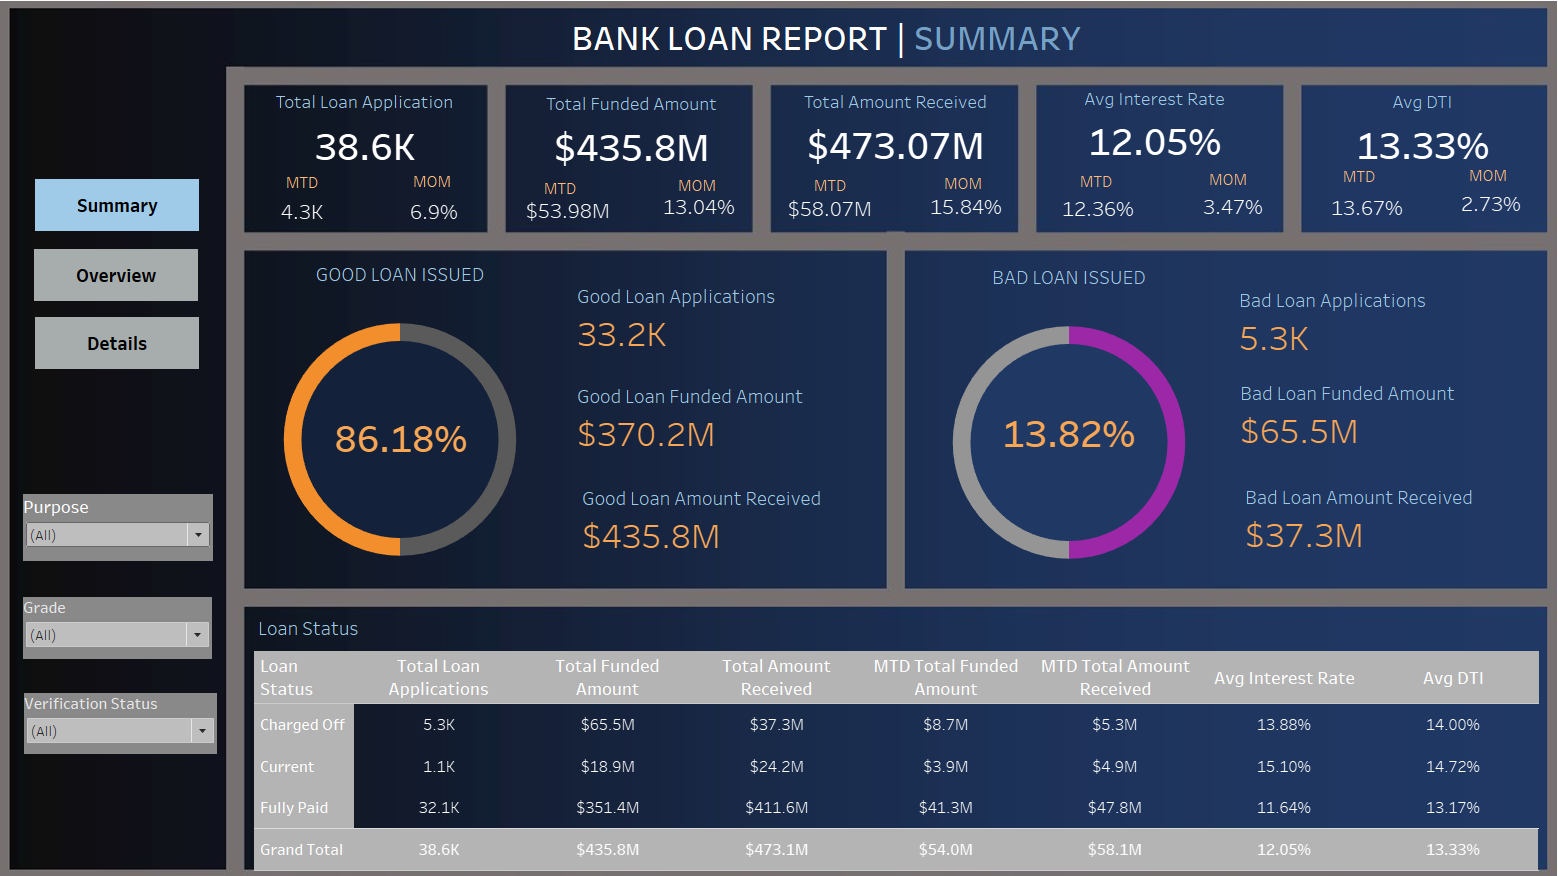 BANK LOAN REPORT | SUMMARY
Summary
Overview
Details
Purpose
(All)
Grade
(All)
Verification Status
(All)
Total Loan Application
38.6K
MTD MOM
4.3K 6.9%
Total Funded Amount
$435.8M
MTD MOM
$53.98M 13.04%
Total Amount Received
$473.07M
MTD MOM
$58.07M 15.84%
Avg Interest Rate
12.05%
MTD MOM
12.36% 3.47%
Avg DTI
13.33%
MTD MOM
13.67% 2.73%
GOOD LOAN ISSUED
86.18%
Good Loan Applications
33.2K
Good Loan Funded Amount
$370.2M
Good Loan Amount Received
$435.8M
BAD LOAN ISSUED
13.82%
Bad Loan Applications
5.3K
Bad Loan Funded Amount
$65.5M
Bad Loan Amount Received
$37.3M
Loan Status
Loan Status Total Loan Applications Total Funded Amount Total Amount Received MTD Total Funded Amount MTD Total Amount Received Avg Interest Rate Avg DTI
Charged Off 5.3K $65.5M $37.3M $8.7M $5.3M 13.88% 14.00%
Current 1.1K $18.9M $24.2M $3.9M $4.9M 15.10% 14.72%
Fully Paid 32.1K $351.4M $411.6M $41.3M $47.8M 11.64% 13.17%
Grand Total 38.6K $435.8M $473.1M $54.0M $58.1M 12.05% 13.33%